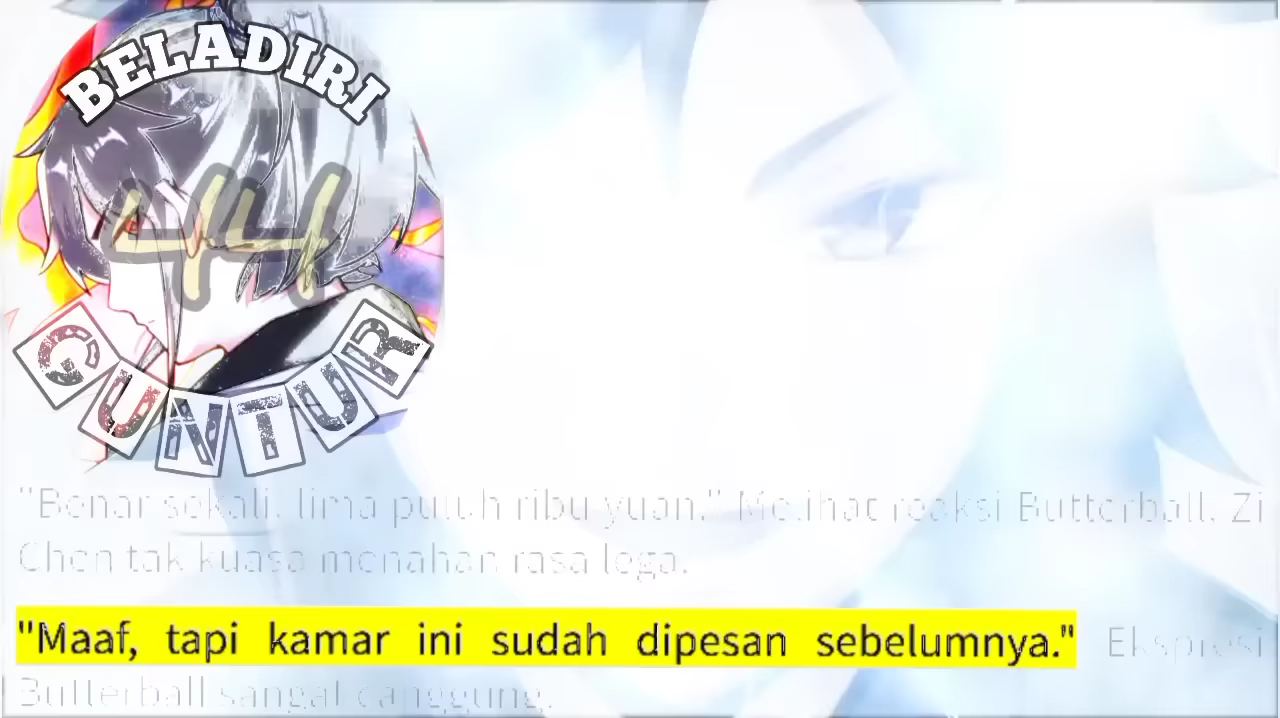 BELADIRI
44
GUNTUR
"Benar sekali, lima puluh ribu yuan." Melihat reaksi Butterball, Zi
Chen tak kuasa menahan rasa lega.
"Maaf, tapi kamar ini sudah dipesan sebelumnya." Ekspresi
Butterball sangat canggung.